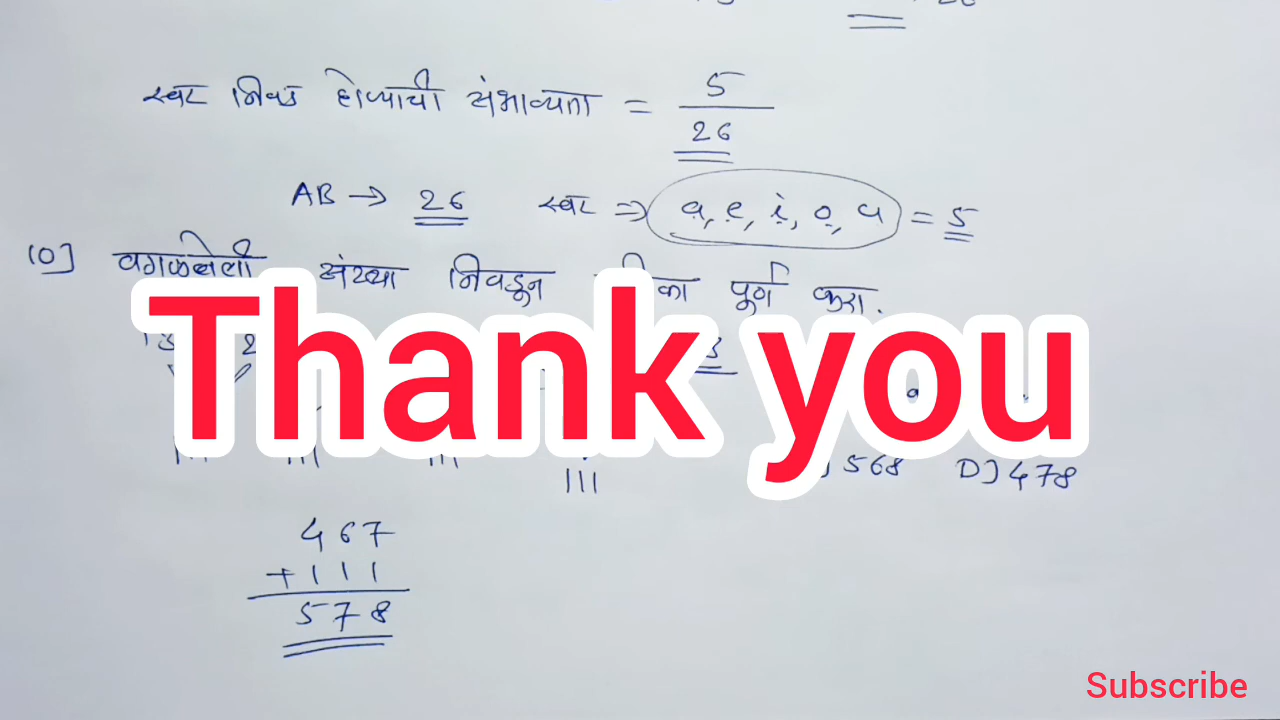 स्वर निवड होण्याची संभाव्यता = 5
26
AB → 26 स्वर ⇒ a, e, i, o, u = 5
10] वगळलेली संख्या निवडून पूर्ण करा.
Thank you
111
568 D) 478
467
+111
578
Subscribe